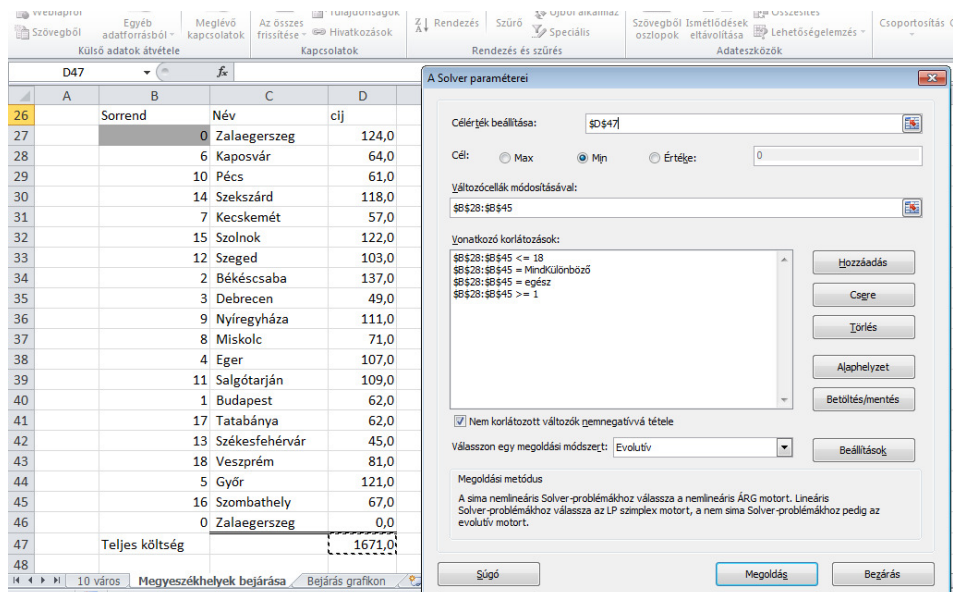 Szövegből
Egyéb
adatforrásból
Meglévő
kapcsolatok
Az összes
frissítése
Tulajdonságok
Hivatkozások
Rendezés
Szűrő
Speciális
Szövegből
oszlopok
Ismétlődések
eltávolítása
Lehetőségelemzés
Csoportosítás
Külső adatok átvétele
Kapcsolatok
Rendezés és szűrés
Adateszközök
D47
fx
A B C D
26 Sorrend Név cij
27 0 Zalaegerszeg 124,0
28 6 Kaposvár 64,0
29 10 Pécs 61,0
30 14 Szekszárd 118,0
31 7 Kecskemét 57,0
32 15 Szolnok 122,0
33 12 Szeged 103,0
34 2 Békéscsaba 137,0
35 3 Debrecen 49,0
36 9 Nyíregyháza 111,0
37 8 Miskolc 71,0
38 4 Eger 107,0
39 11 Salgótarján 109,0
40 1 Budapest 62,0
41 17 Tatabánya 62,0
42 13 Székesfehérvár 45,0
43 18 Veszprém 81,0
44 5 Győr 121,0
45 16 Szombathely 67,0
46 0 Zalaegerszeg 0,0
47 Teljes költség 1671,0
48
10 város Megyeszékhelyek bejárása Bejárás grafikon
A Solver paraméterei
Célérték beállítása: $D$47
Cél: Max Min Értéke: 0
Változócellák módosításával:
$B$28:$B$45
Vonatkozó korlátozások:
$B$28:$B$45 <= 18
$B$28:$B$45 = MindKülönböző
$B$28:$B$45 = egész
$B$28:$B$45 >= 1
Hozzáadás
Csere
Törlés
Alaphelyzet
Betöltés/mentés
Nem korlátozott változók nemnegatívvá tétele
Válasszon egy megoldási módszert: Evolutív
Beállítások
Megoldási metódus
A sima nemlineáris Solver-problémákhoz válassza a nemlineáris ÁRG motort. Lineáris
Solver-problémákhoz válassza az LP szimplex motort, a nem sima Solver-problémákhoz pedig az
evolutív motort.
Súgó
Megoldás
Bezárás